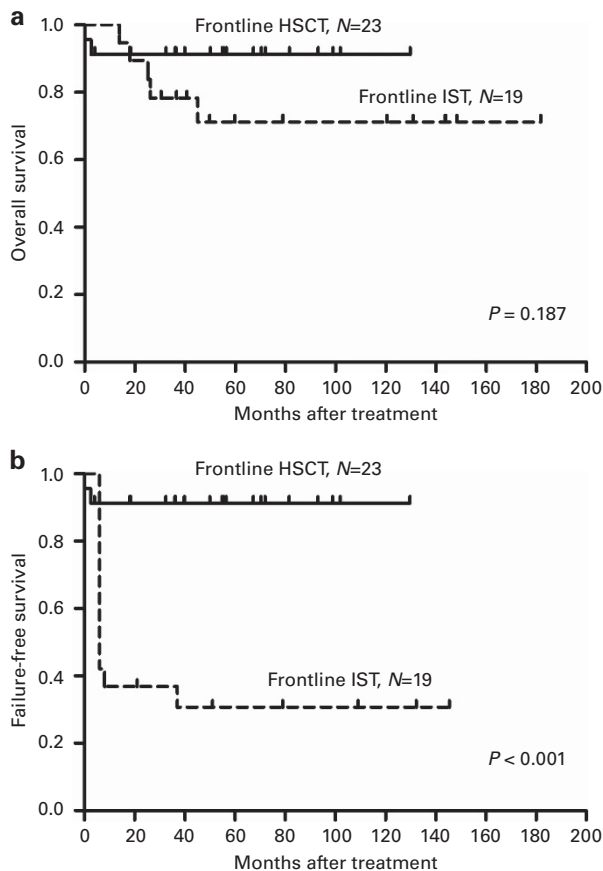 a
Frontline HSCT, N=23
Frontline IST, N=19
P = 0.187
Overall survival
1.0
0.8
0.6
0.4
0.2
0.0
0 20 40 60 80 100 120 140 160 180 200
Months after treatment
b
Frontline HSCT, N=23
Frontline IST, N=19
P < 0.001
Failure-free survival
1.0
0.8
0.6
0.4
0.2
0.0
0 20 40 60 80 100 120 140 160 180 200
Months after treatment